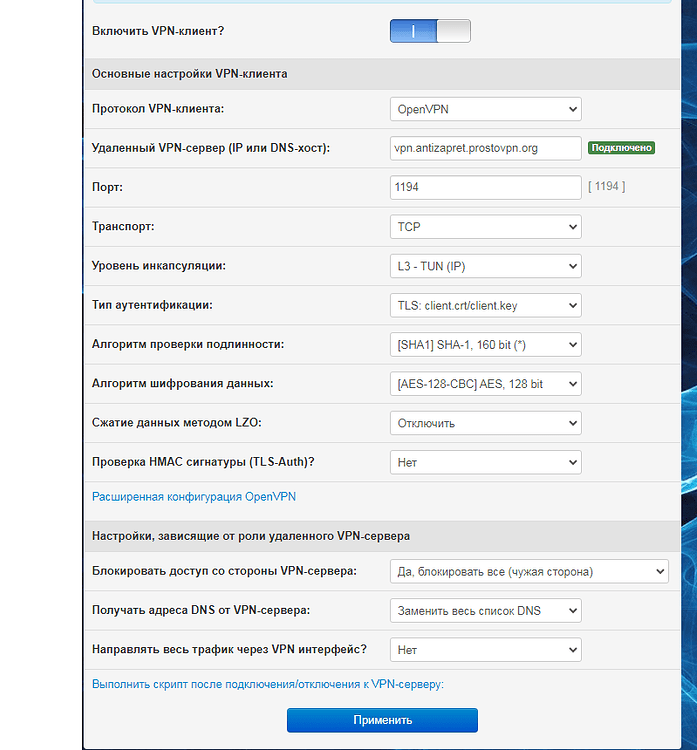 Включить VPN-клиент?
Основные настройки VPN-клиента
Протокол VPN-клиента: OpenVPN
Удаленный VPN-сервер (IP или DNS-хост): vpn.antizapret.prostovpn.org Подключено
Порт: 1194 [ 1194 ]
Транспорт: TCP
Уровень инкапсуляции: L3 - TUN (IP)
Тип аутентификации: TLS: client.crt/client.key
Алгоритм проверки подлинности: [SHA1] SHA-1, 160 bit (*)
Алгоритм шифрования данных: [AES-128-CBC] AES, 128 bit
Сжатие данных методом LZO: Отключить
Проверка HMAC сигнатуры (TLS-Auth)? Нет
Расширенная конфигурация OpenVPN
Настройки, зависящие от роли удаленного VPN-сервера
Блокировать доступ со стороны VPN-сервера: Да, блокировать все (чужая сторона)
Получать адреса DNS от VPN-сервера: Заменить весь список DNS
Направлять весь трафик через VPN интерфейс? Нет
Выполнить скрипт после подключения/отключения к VPN-серверу:
Применить